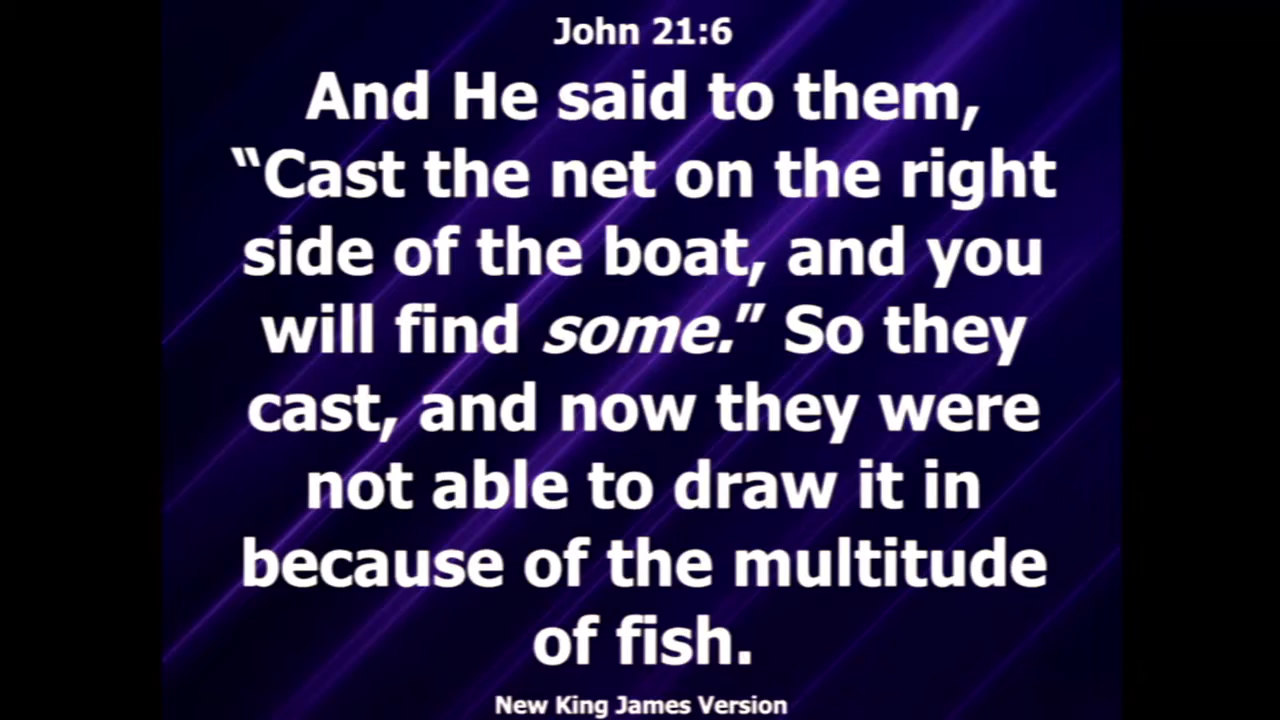 John 21:6
And He said to them,
“Cast the net on the right
side of the boat, and you
will find some.” So they
cast, and now they were
not able to draw it in
because of the multitude
of fish.
New King James Version